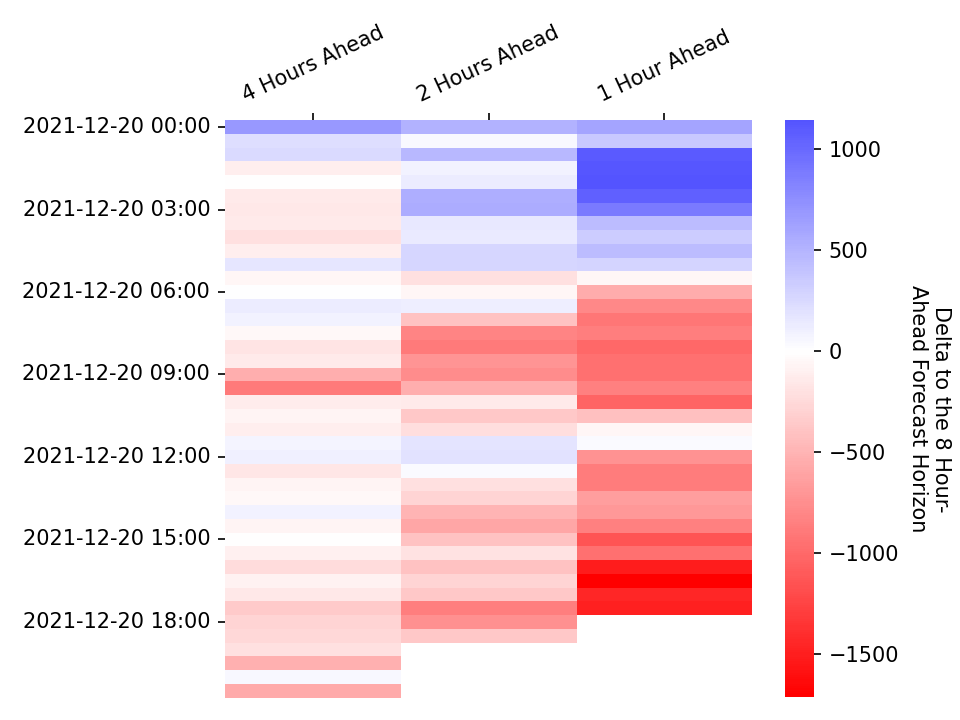 4 Hours Ahead
2 Hours Ahead
1 Hour Ahead
2021-12-20 00:00
2021-12-20 03:00
2021-12-20 06:00
2021-12-20 09:00
2021-12-20 12:00
2021-12-20 15:00
2021-12-20 18:00
1000
500
0
−500
−1000
−1500
Delta to the 8 Hour-
Ahead Forecast Horizon